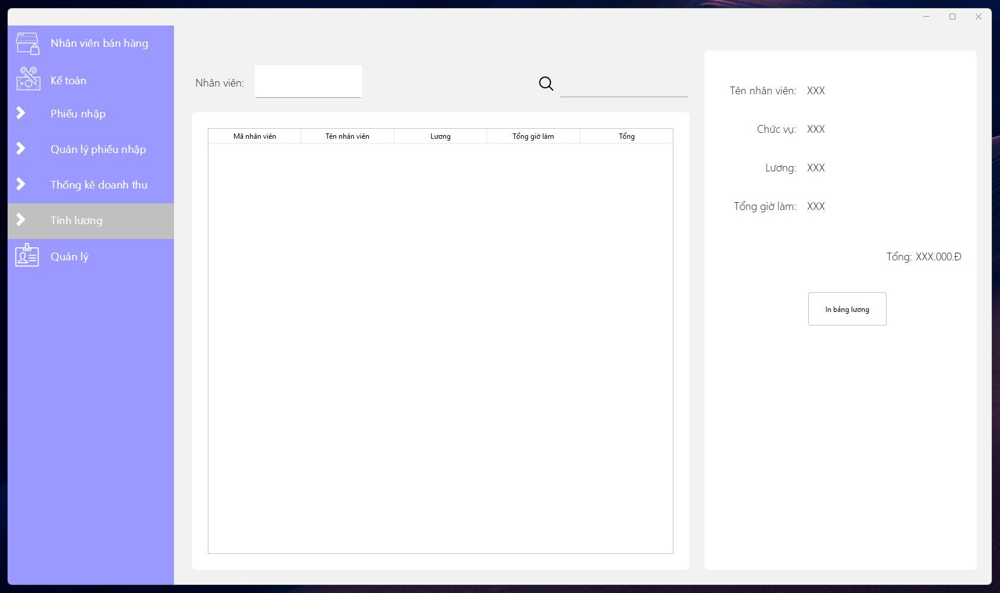 Nhân viên bán hàng
Kế toán
Phiếu nhập
Quản lý phiếu nhập
Thống kê doanh thu
Tính lương
Quản lý
Nhân viên:
Mã nhân viên Tên nhân viên Lương Tổng giờ làm Tổng
Tên nhân viên: XXX
Chức vụ: XXX
Lương: XXX
Tổng giờ làm: XXX
Tổng: XXX.000.Đ
In bảng lương